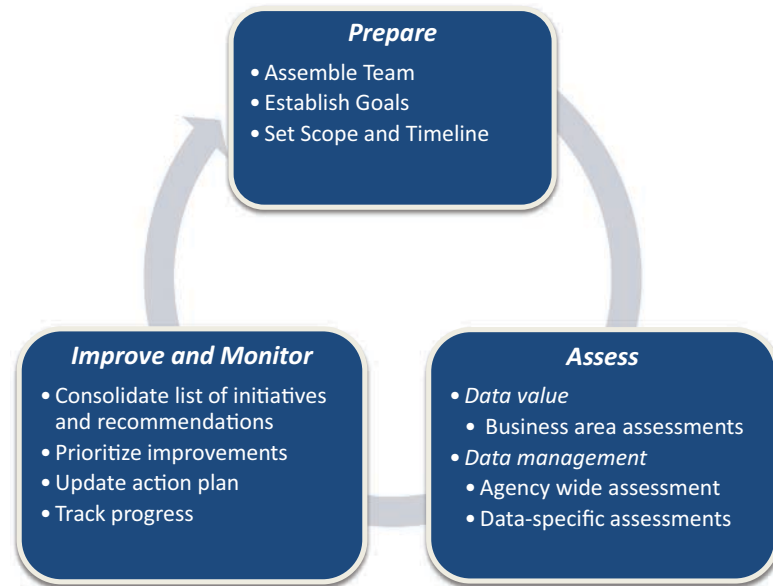 Prepare
• Assemble Team
• Establish Goals
• Set Scope and Timeline
Improve and Monitor
• Consolidate list of initiatives
and recommendations
• Prioritize improvements
• Update action plan
• Track progress
Assess
• Data value
• Business area assessments
• Data management
• Agency wide assessment
• Data-specific assessments